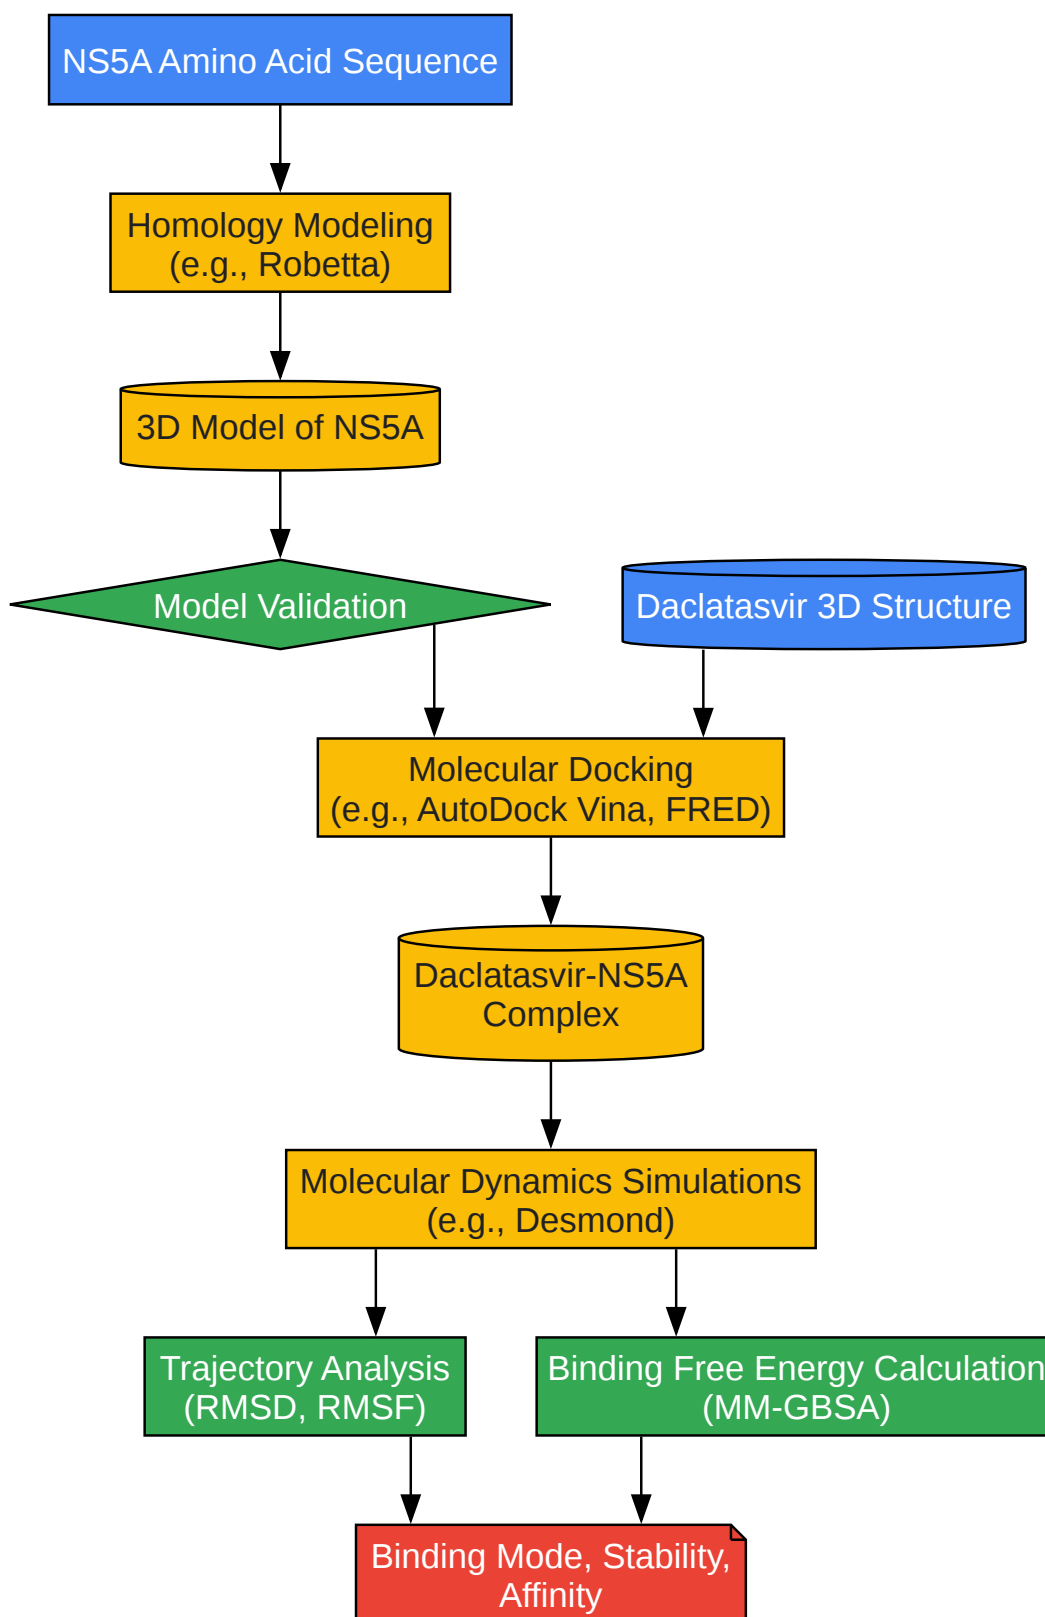 NS5A Amino Acid Sequence
Homology Modeling
(e.g., Robetta)
3D Model of NS5A
Model Validation
Daclatasvir 3D Structure
Molecular Docking
(e.g., AutoDock Vina, FRED)
Daclatasvir-NS5A
Complex
Molecular Dynamics Simulations
(e.g., Desmond)
Trajectory Analysis
(RMSD, RMSF)
Binding Free Energy Calculation
(MM-GBSA)
Binding Mode, Stability,
Affinity